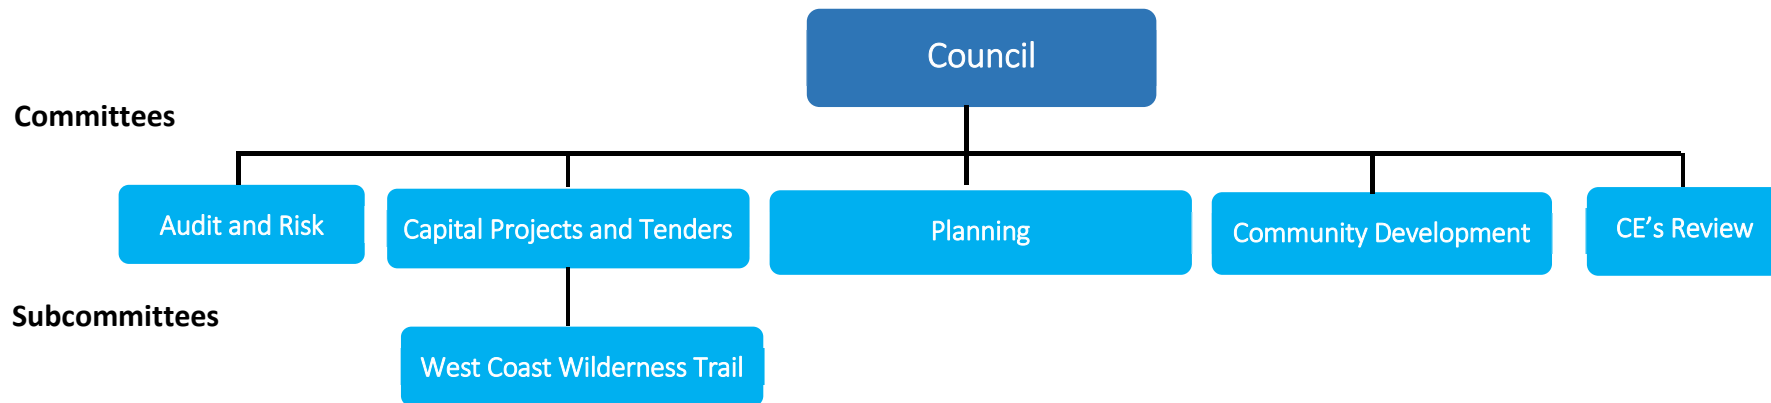 Council
Committees
Audit and Risk
Capital Projects and Tenders
Planning
Community Development
CE’s Review
Subcommittees
West Coast Wilderness Trail